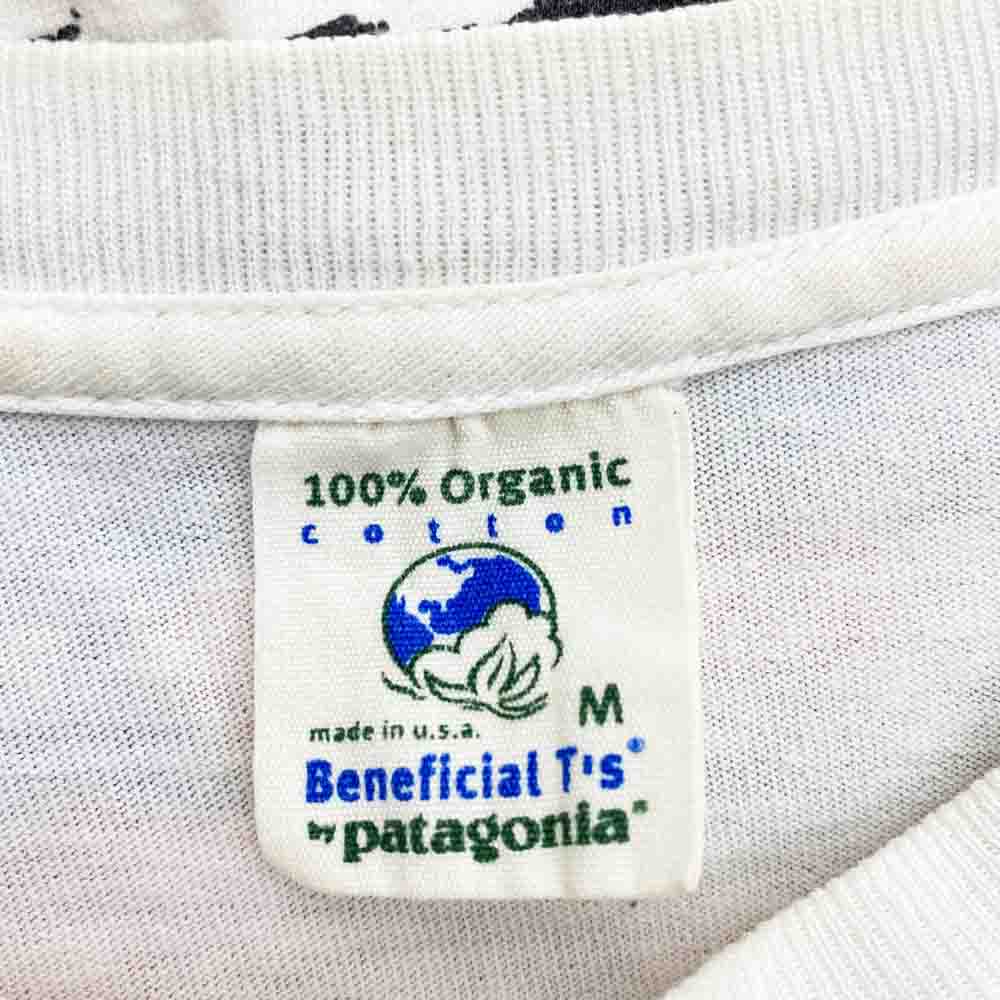 100% Organic
cotton
M
made in u.s.a.
Beneficial T's®
by patagonia®